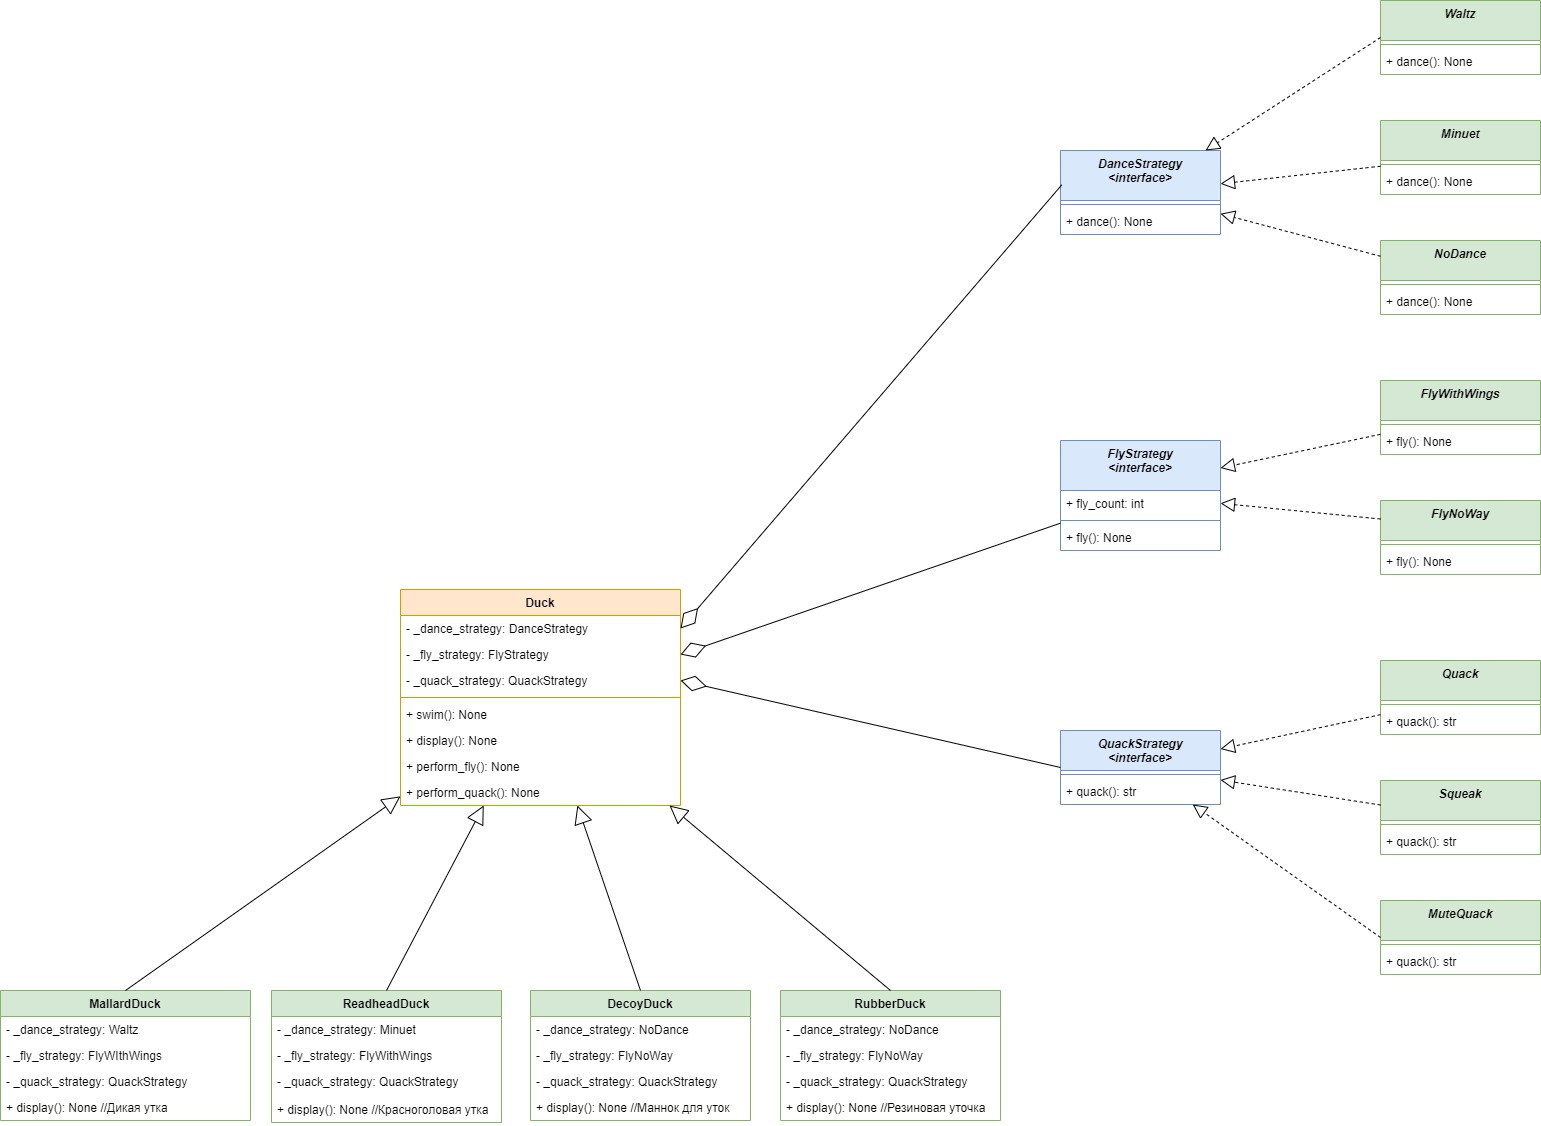 Waltz
+ dance(): None
Minuet
+ dance(): None
DanceStrategy
<interface>
+ dance(): None
NoDance
+ dance(): None
FlyWithWings
+ fly(): None
FlyStrategy
<interface>
+ fly_count: int
+ fly(): None
FlyNoWay
+ fly(): None
Duck
- _dance_strategy: DanceStrategy
- _fly_strategy: FlyStrategy
- _quack_strategy: QuackStrategy
+ swim(): None
+ display(): None
+ perform_fly(): None
+ perform_quack(): None
Quack
+ quack(): str
QuackStrategy
<interface>
+ quack(): str
Squeak
+ quack(): str
MuteQuack
+ quack(): str
MallardDuck
- _dance_strategy: Waltz
- _fly_strategy: FlyWIthWings
- _quack_strategy: QuackStrategy
+ display(): None //Дикая утка
ReadheadDuck
- _dance_strategy: Minuet
- _fly_strategy: FlyWithWings
- _quack_strategy: QuackStrategy
+ display(): None //Красноголовая утка
DecoyDuck
- _dance_strategy: NoDance
- _fly_strategy: FlyNoWay
- _quack_strategy: QuackStrategy
+ display(): None //Маннок для уток
RubberDuck
- _dance_strategy: NoDance
- _fly_strategy: FlyNoWay
- _quack_strategy: QuackStrategy
+ display(): None //Резиновая уточка